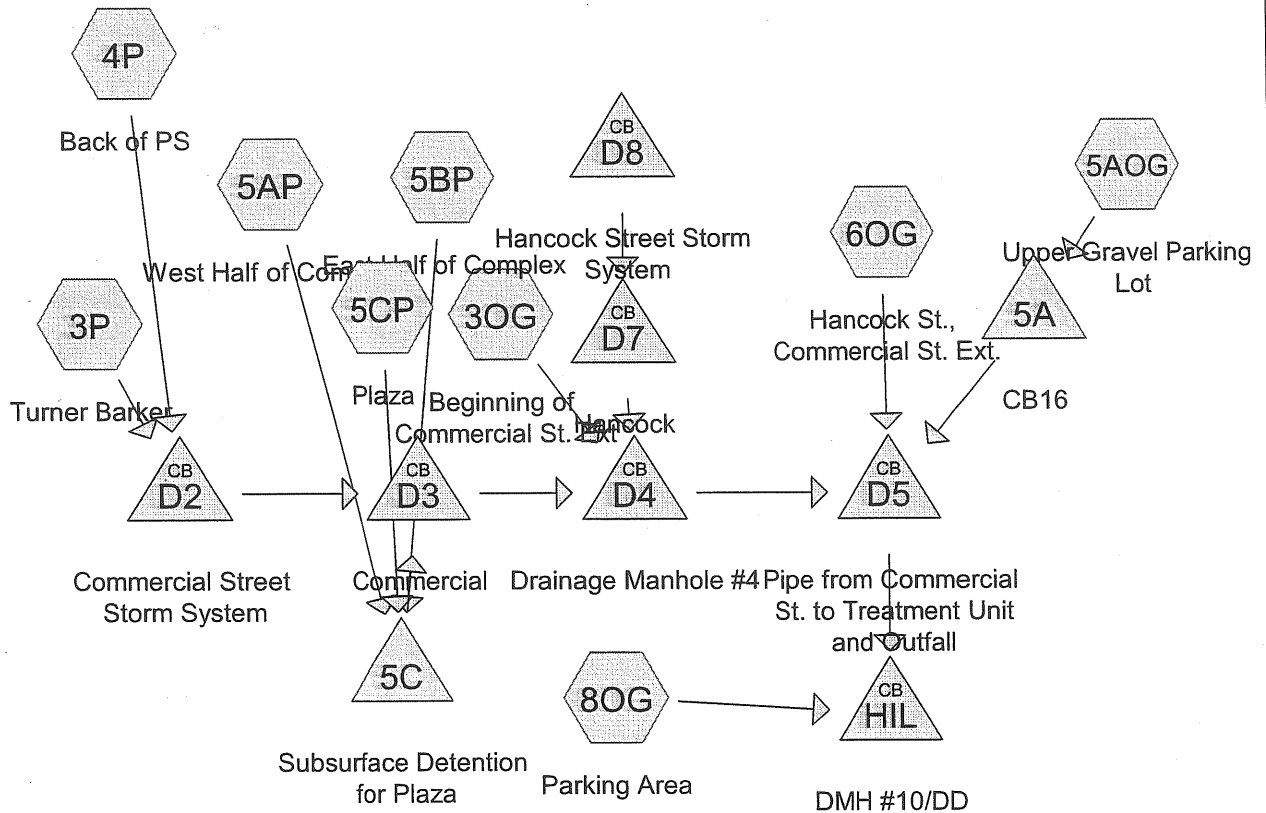 4P
Back of PS
5AP
5BP
CB
D8
5AOG
6OG
Hancock Street Storm
System
Upper Gravel Parking
Lot
West Half of Com
East Half of Complex
3P
5CP
3OG
CB
D7
Hancock St.,
Commercial St. Ext.
5A
CB16
Turner Barker
Plaza
Beginning of
Commercial St. Ext
Hancock
CB
D2
CB
D3
CB
D4
CB
D5
Commercial Street
Storm System
Commercial
Drainage Manhole #4
Pipe from Commercial
St. to Treatment Unit
and Outfall
5C
Subsurface Detention
for Plaza
8OG
Parking Area
CB
HIL
DMH #10/DD